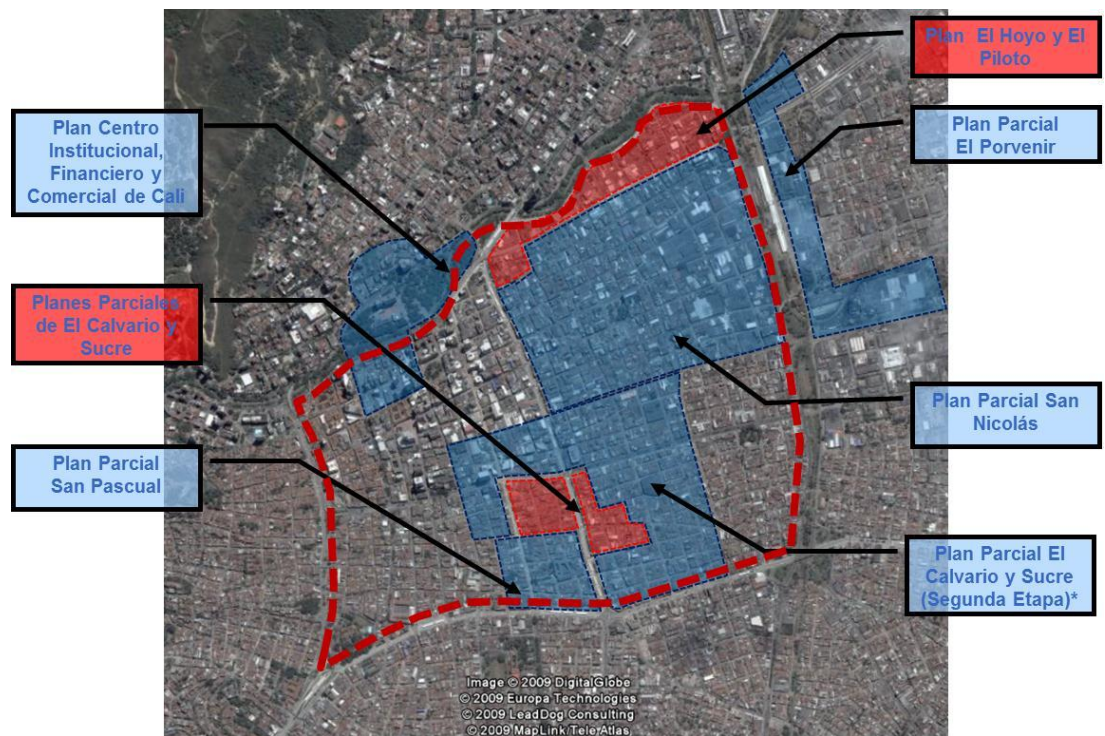 Plan El Hoyo y El
Piloto
Plan Centro
Institucional,
Financiero y
Comercial de Cali
Plan Parcial
El Porvenir
Planes Parciales
de El Calvario y
Sucre
Plan Parcial San
Nicolás
Plan Parcial
San Pascual
Plan Parcial El
Calvario y Sucre
(Segunda Etapa)*
Image © 2009 DigitalGlobe
© 2009 Europa Technologies
© 2009 LeadDog Consulting
© 2009 MapLink/Tele Atlas